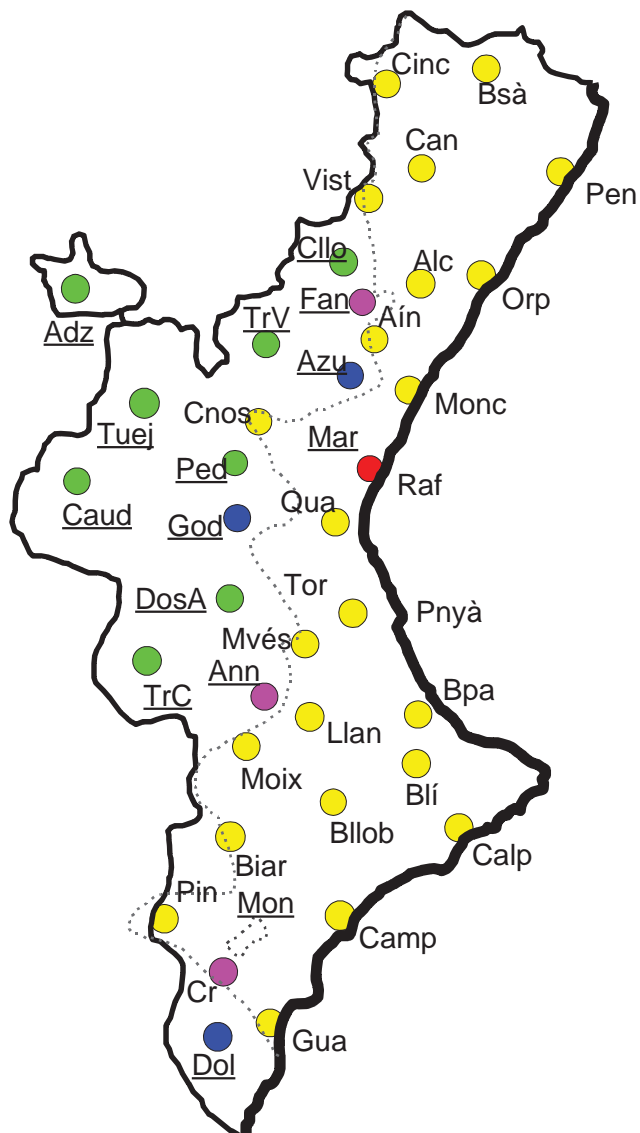 Cinc
Bsà
Can
Pen
Vist
Cllo
Alc
Orp
Adz
Fan
TrV
Aín
Azu
Monc
Cnos
Tuej
Mar
Ped
Raf
Caud
Qua
God
DosA
Tor
Pnyà
Mvés
Ann
TrC
Bpa
Llan
Moix
Blí
Bllob
Calp
Biar
Pin
Mon
Camp
Cr
Gua
Dol